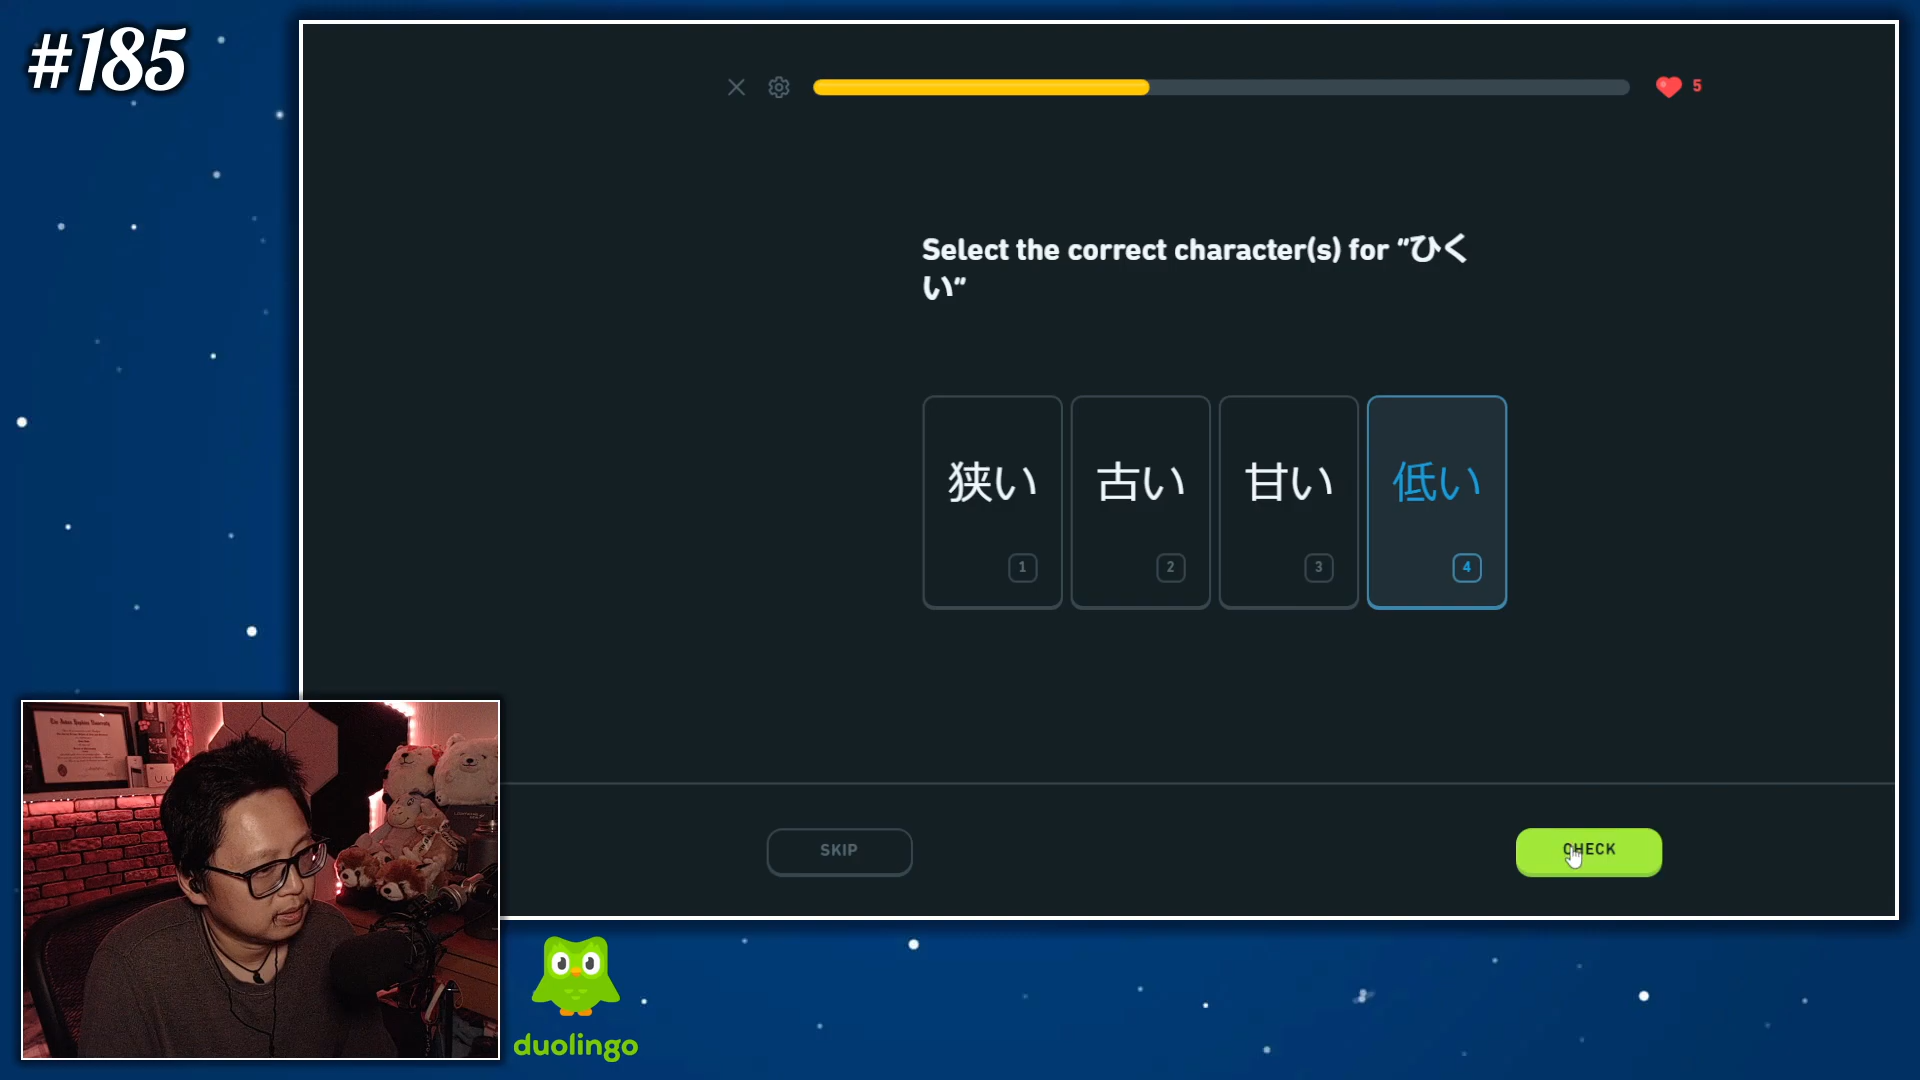 #185
5
Select the correct character(s) for "ひく
い"
狭い
1
古い
2
甘い
3
低い
4
SKIP
CHECK
duolingo